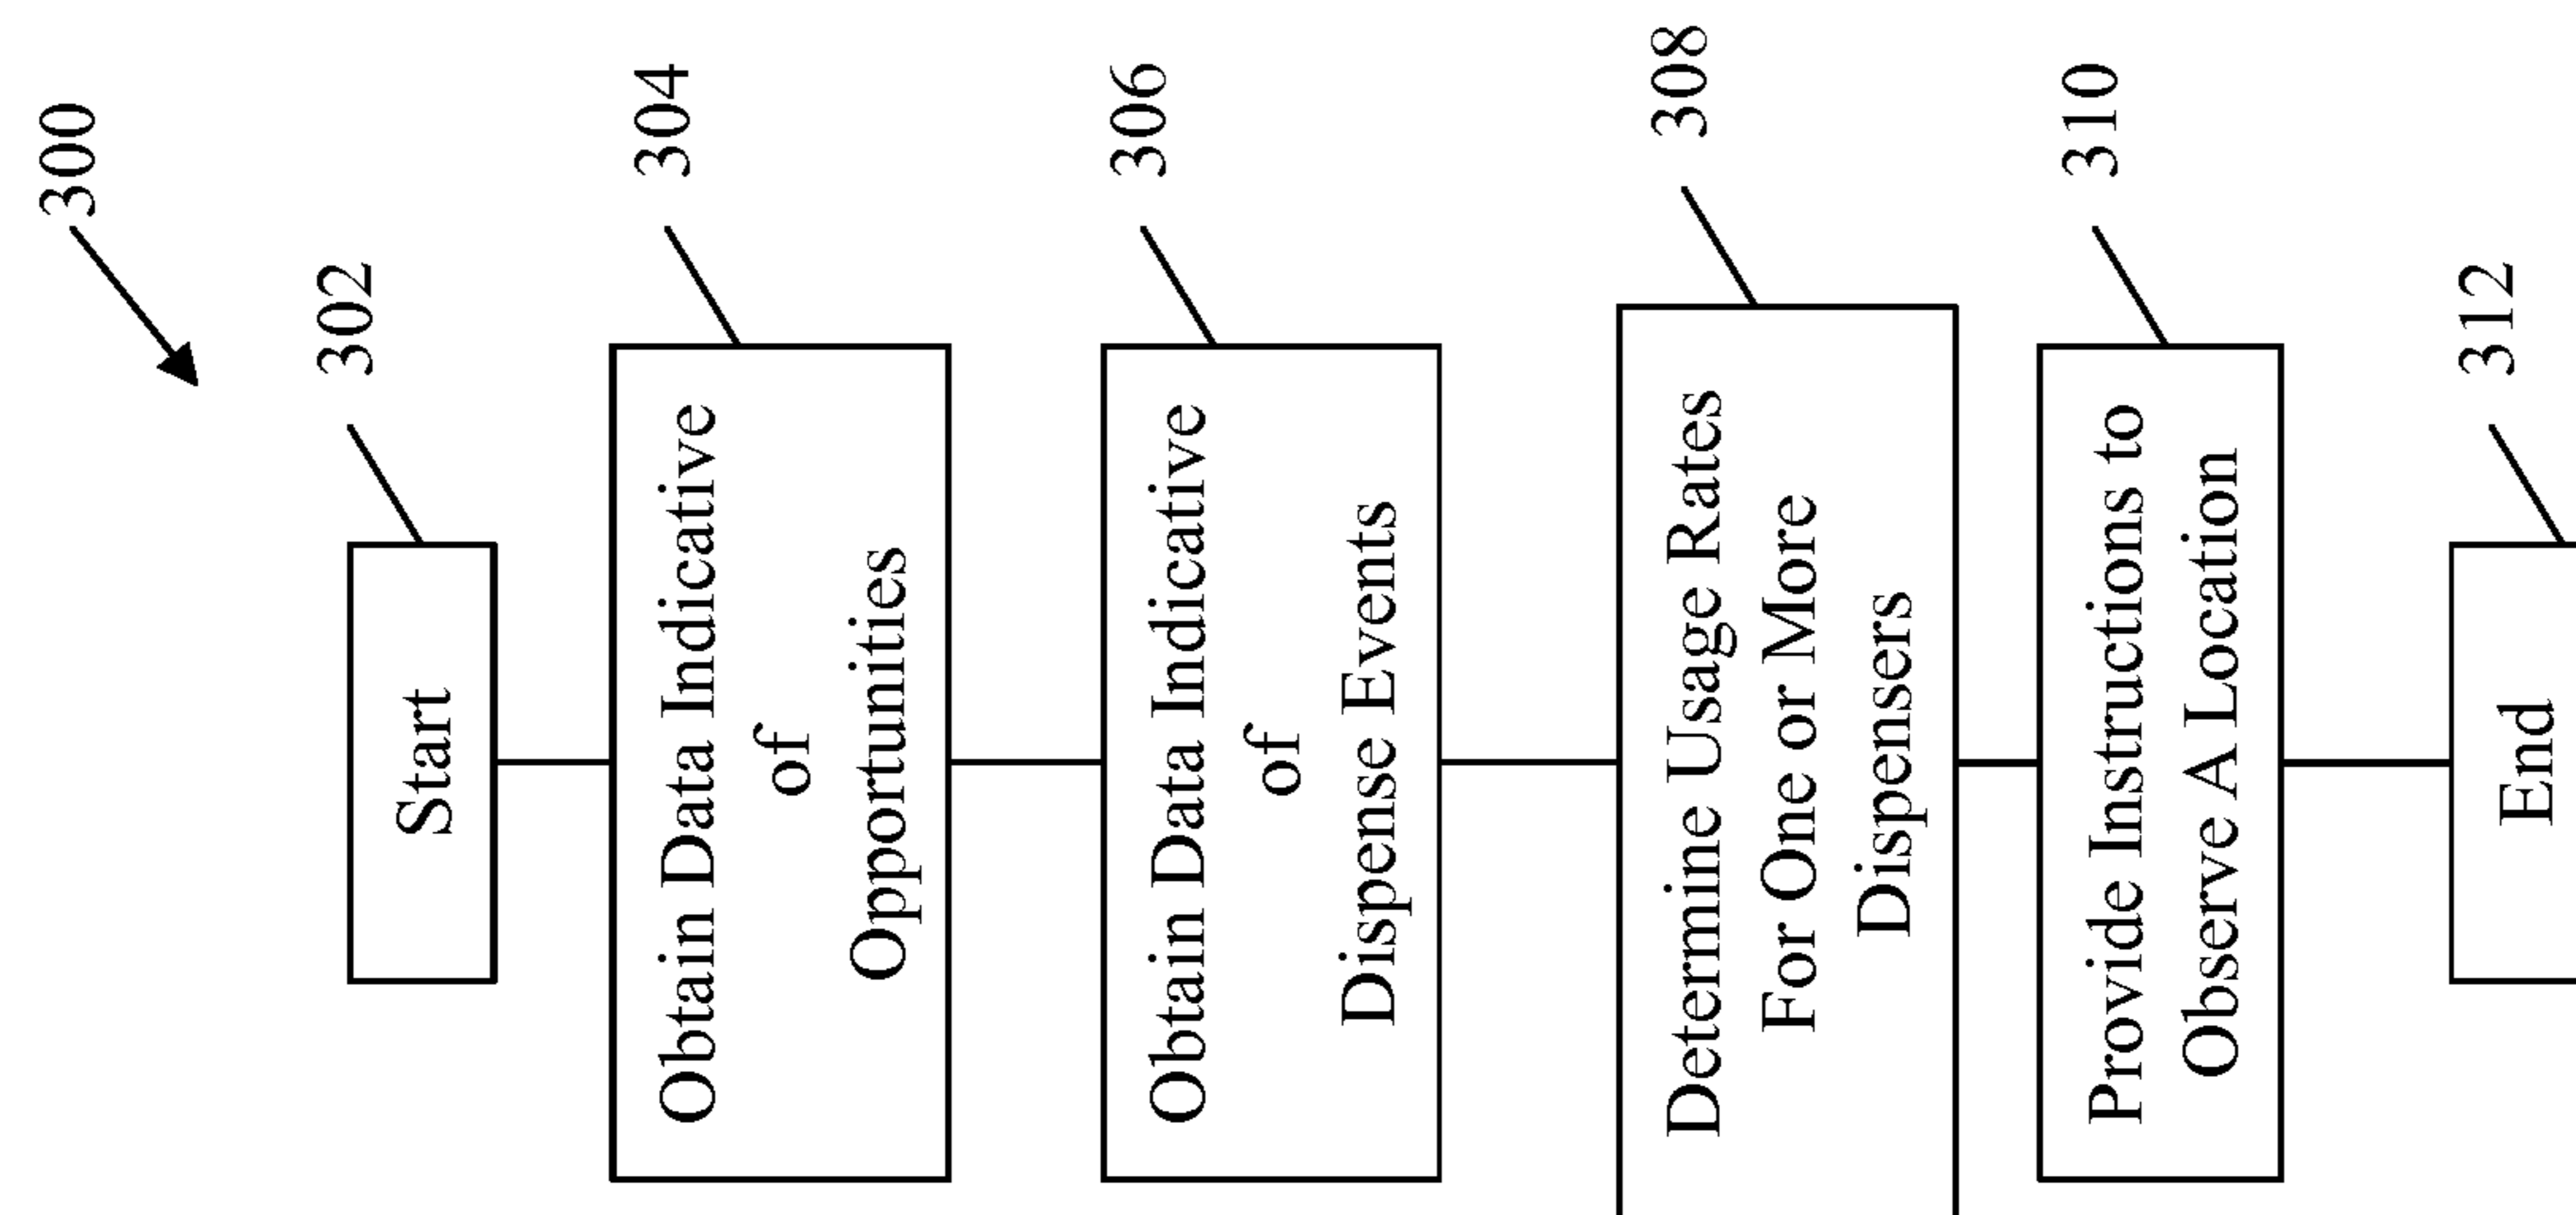 300
302
Start
304
Obtain Data Indicative
of
Opportunities
306
Obtain Data Indicative
of
Dispense Events
308
Determine Usage Rates
For One or More
Dispensers
310
Provide Instructions to
Observe A Location
312
End